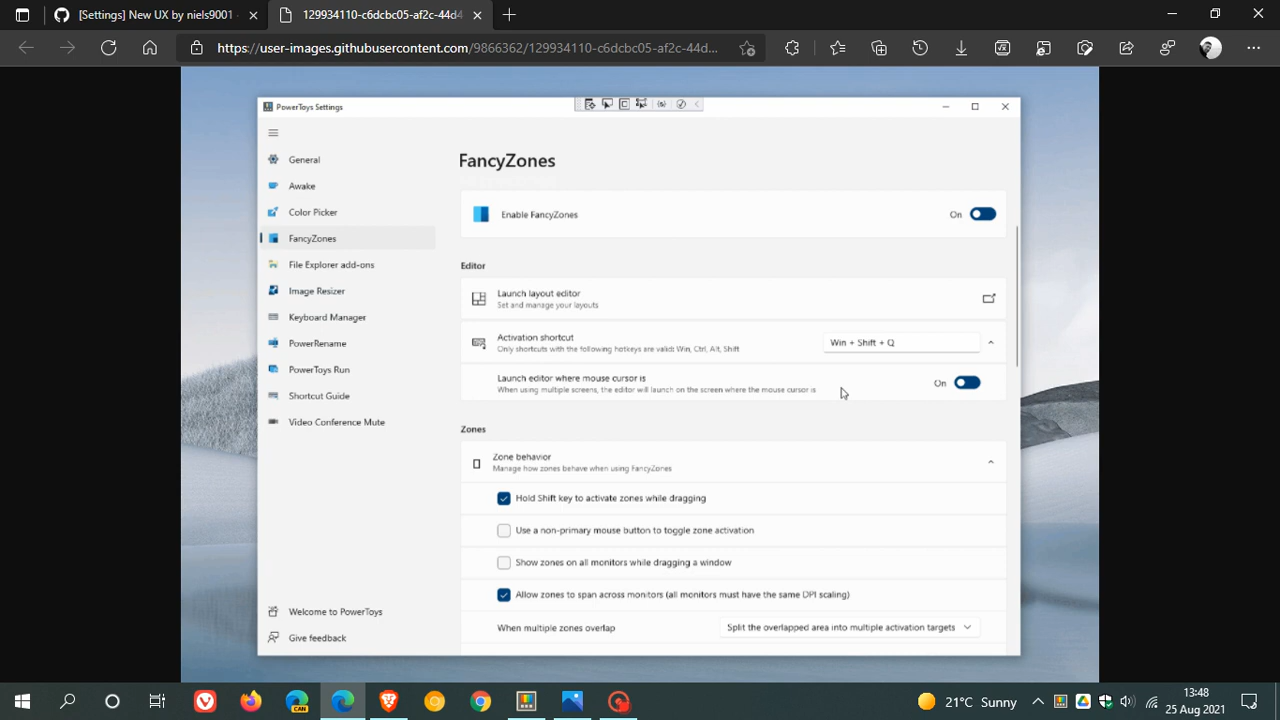 [Settings] New UX by n
129934110-6dcbc05-af2c-44d
https://user-images.githubusercontent.com/9866362/129934110-6dcbc05-af2c-44d...
PowerToys Settings
General
Awake
Color Picker
FancyZones
File Explorer add-ons
Image Resizer
Keyboard Manager
PowerRename
PowerToys Run
Shortcut Guide
Video Conference Mute
Welcome to PowerToys
Give feedback
FancyZones
Enable FancyZones
On
Editor
Launch layout editor
Set and manage your layouts
Activation shortcut
Only shortcuts with the following hotkeys are valid: Win, Ctrl, Alt, Shift
Win + Shift + Q
Launch editor where mouse cursor is
When using multiple screens, the editor will launch on the screen where the mouse cursor is
On
Zones
Zone behavior
Manage how zones behave when using FancyZones
Hold Shift key to activate zones while dragging
Use a non-primary mouse button to toggle zone activation
Show zones on all monitors while dragging a window
Allow zones to span across monitors (all monitors must have the same DPI scaling)
When multiple zones overlap
Split the overlapped area into multiple activation targets
CAN
21°C Sunny
13:48
25 Aug 2021